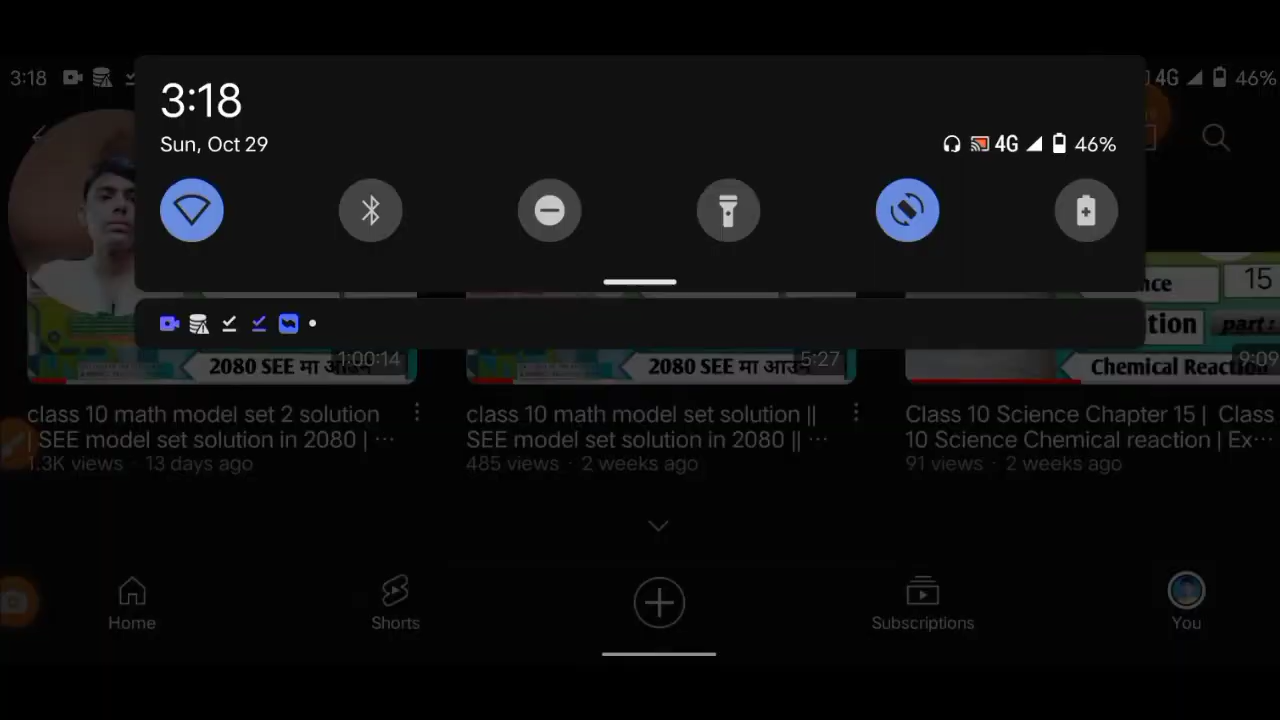 3:18
4G 46%
3:18
Sun, Oct 29
4G 46%
nce 15
tion part:
1:00:14
2080 SEE मा
5:27
2080 SEE मा
9:09
Chemical Reaction
class 10 math model set 2 solution
| SEE model set solution in 2080 | ...
1.3K views · 13 days ago
class 10 math model set solution ||
SEE model set solution in 2080 || ...
485 views · 2 weeks ago
Class 10 Science Chapter 15 | Class
10 Science Chemical reaction | Ex...
91 views · 2 weeks ago
Home
Shorts
Subscriptions
You